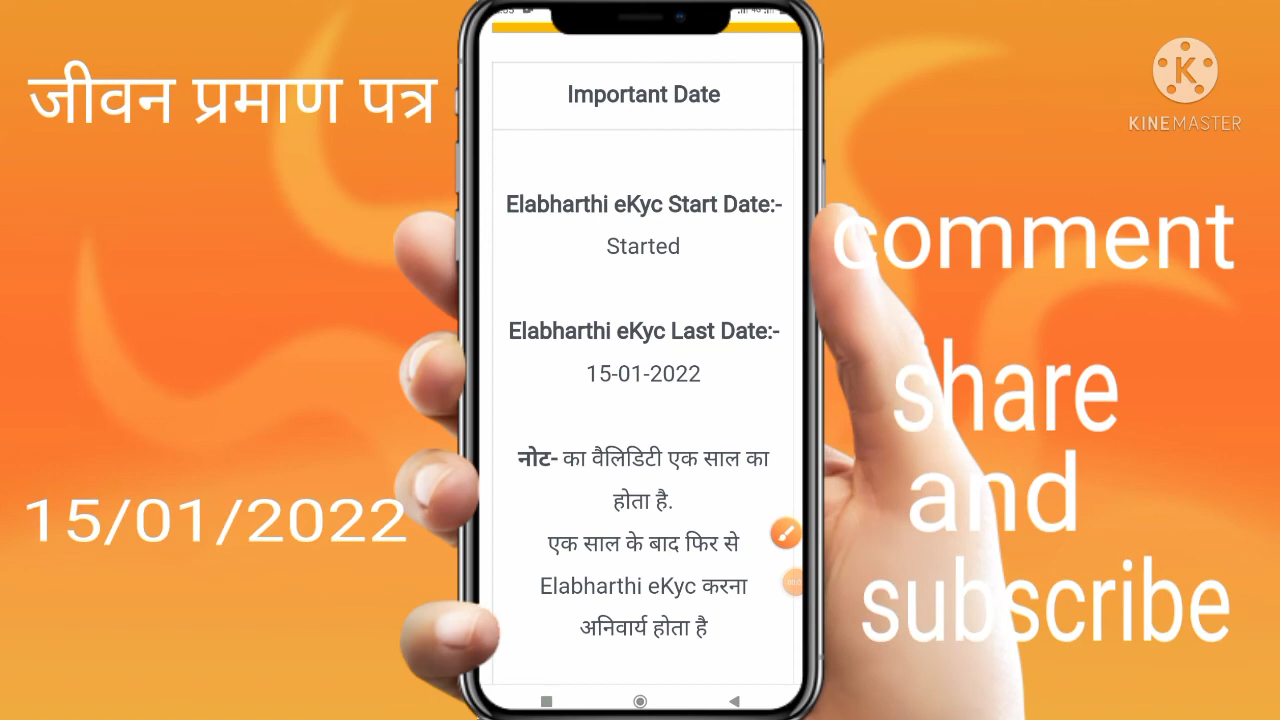 जीवन प्रमाण पत्र
15/01/2022
Important Date
Elabharthi eKyc Start Date:-
Started
Elabharthi eKyc Last Date:-
15-01-2022
नोट- का वैलिडिटी एक साल का
होता है.
एक साल के बाद फिर से
Elabharthi eKyc करना
अनिवार्य होता है
K
KINEMASTER
comment
share
and
subscribe